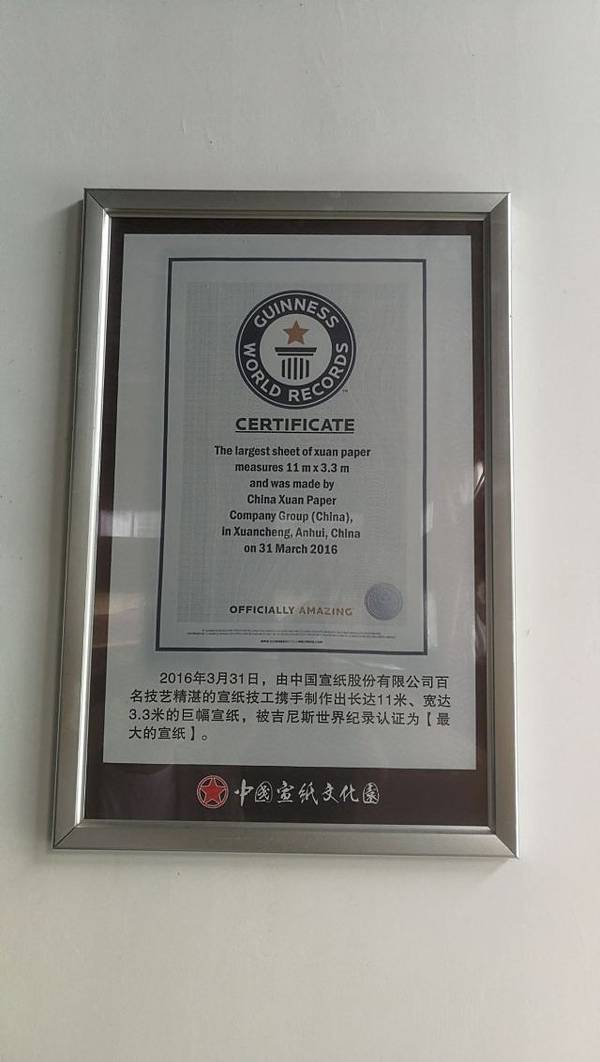 GUINNESS
WORLD RECORDS
CERTIFICATE
The largest sheet of xuan paper
measures 11 m x 3.3 m
and was made by
China Xuan Paper
Company Group (China),
in Xuancheng, Anhui, China
on 31 March 2016
OFFICIALLY AMAZING
2016年3月31日，由中国宣纸股份有限公司百
名技艺精湛的宣纸技工携手制作出长达11米、宽达
3.3米的巨幅宣纸，被吉尼斯世界纪录认证为【最
大的宣纸】。
中國宣纸文化園